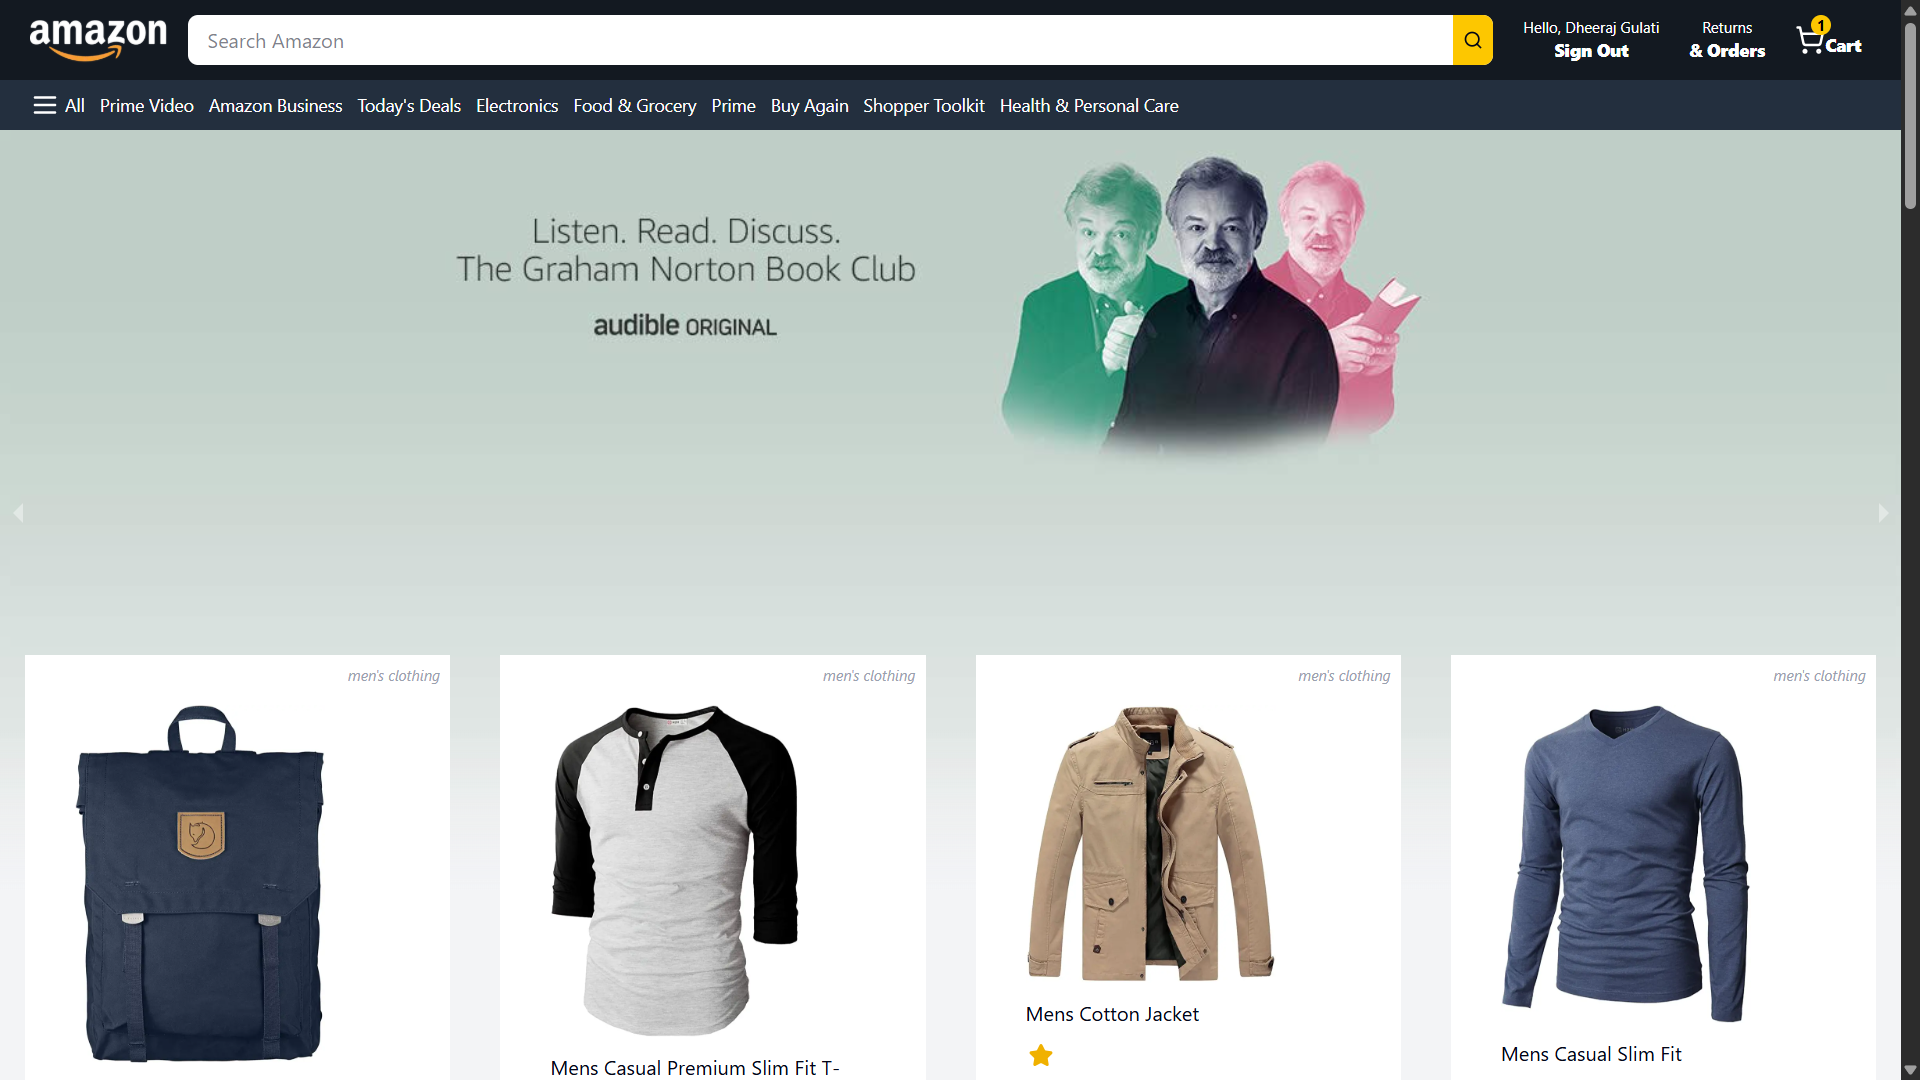 amazon
Search Amazon
Hello, Dheeraj Gulati
Sign Out
Returns
& Orders
1
Cart
All Prime Video Amazon Business Today's Deals Electronics Food & Grocery Prime Buy Again Shopper Toolkit Health & Personal Care
Listen. Read. Discuss.
The Graham Norton Book Club
audible ORIGINAL
men's clothing
men's clothing
Mens Casual Premium Slim Fit T-
men's clothing
Mens Cotton Jacket
men's clothing
Mens Casual Slim Fit